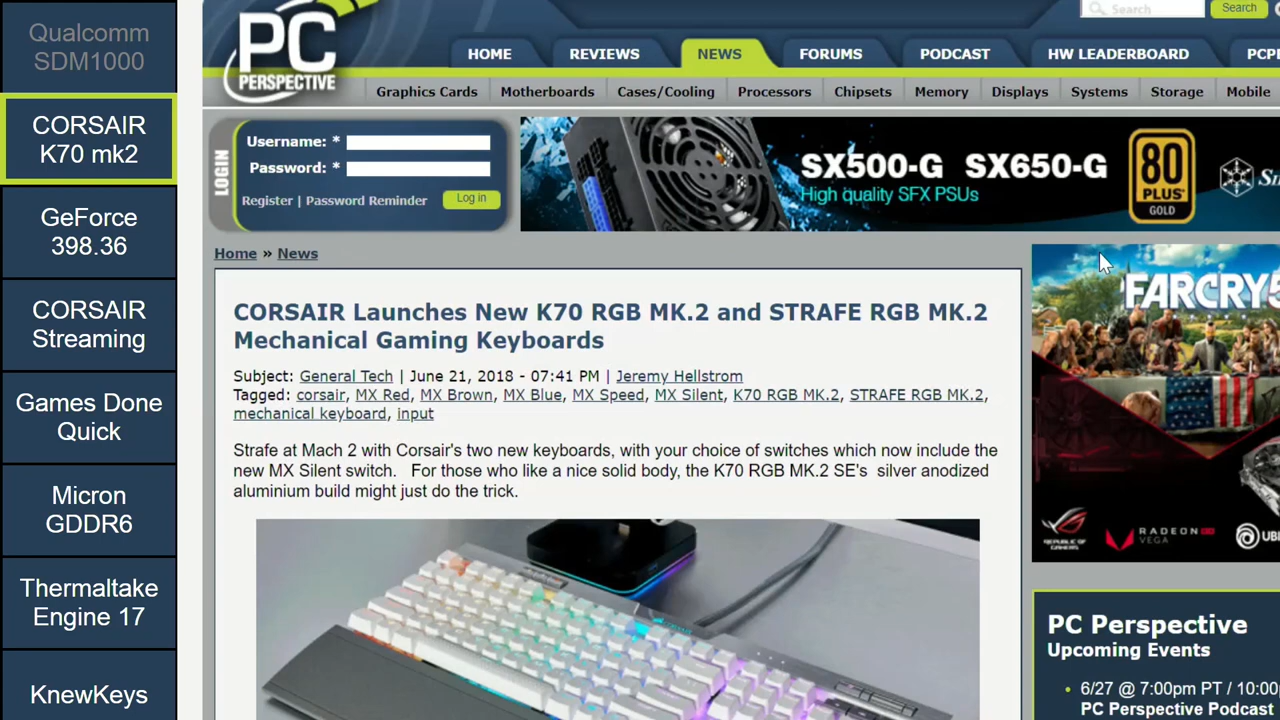 Qualcomm
SDM1000
CORSAIR
K70 mk2
GeForce
398.36
CORSAIR
Streaming
Games Done
Quick
Micron
GDDR6
Thermaltake
Engine 17
KnewKeys
PC
PERSPECTIVE
Search Search
HOME REVIEWS NEWS FORUMS PODCAST HW LEADERBOARD PCP
Graphics Cards Motherboards Cases/Cooling Processors Chipsets Memory Displays Systems Storage Mobile
LOGIN
Username: *
Password: *
Register | Password Reminder Log in
SX500-G SX650-G
High quality SFX PSUs
80
PLUS
GOLD
Home » News
CORSAIR Launches New K70 RGB MK.2 and STRAFE RGB MK.2
Mechanical Gaming Keyboards
Subject: General Tech | June 21, 2018 - 07:41 PM | Jeremy Hellstrom
Tagged: corsair, MX Red, MX Brown, MX Blue, MX Speed, MX Silent, K70 RGB MK.2, STRAFE RGB MK.2,
mechanical keyboard, input
Strafe at Mach 2 with Corsair's two new keyboards, with your choice of switches which now include the
new MX Silent switch. For those who like a nice solid body, the K70 RGB MK.2 SE's silver anodized
aluminium build might just do the trick.
FARCRY5
REPUBLIC OF
GAMERS
RADEON
VEGA
UBI
PC Perspective
Upcoming Events
6/27 @ 7:00pm PT / 10:00
PC Perspective Podcast